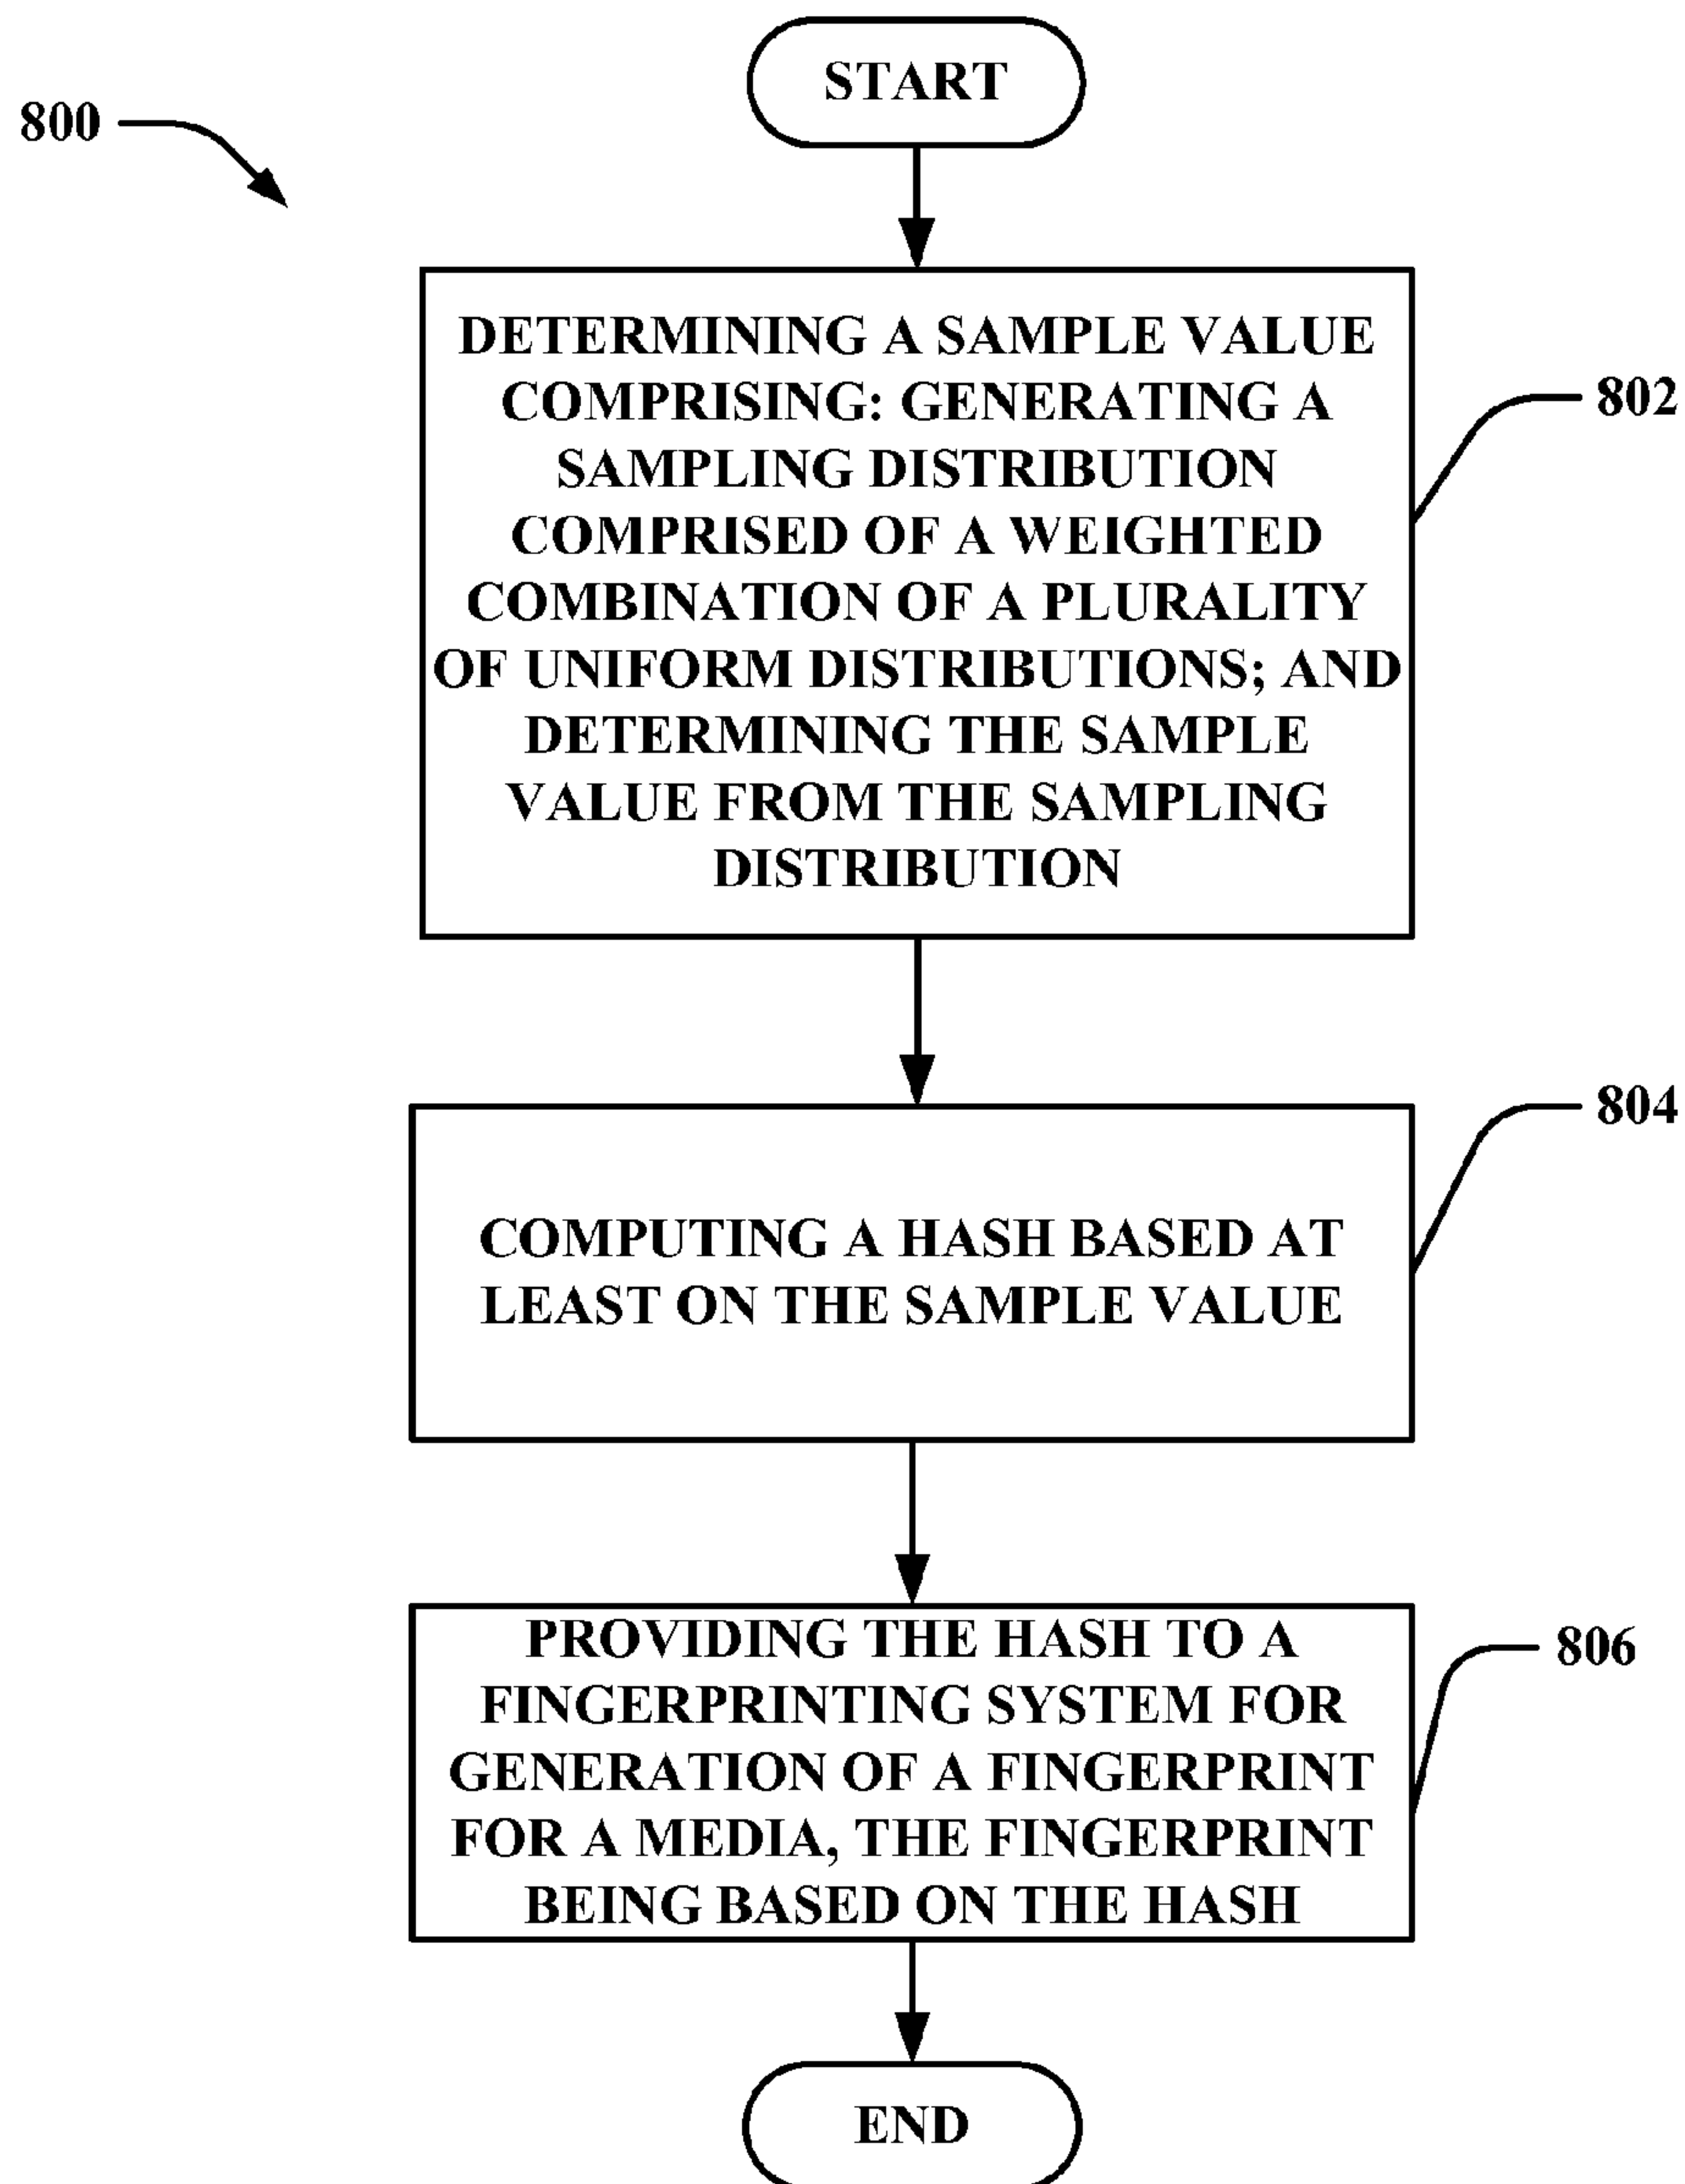 START
800
DETERMINING A SAMPLE VALUE
COMPRISING: GENERATING A
SAMPLING DISTRIBUTION
COMPRISED OF A WEIGHTED
COMBINATION OF A PLURALITY
OF UNIFORM DISTRIBUTIONS; AND
DETERMINING THE SAMPLE
VALUE FROM THE SAMPLING
DISTRIBUTION
802
COMPUTING A HASH BASED AT
LEAST ON THE SAMPLE VALUE
804
PROVIDING THE HASH TO A
FINGERPRINTING SYSTEM FOR
GENERATION OF A FINGERPRINT
FOR A MEDIA, THE FINGERPRINT
BEING BASED ON THE HASH
806
END